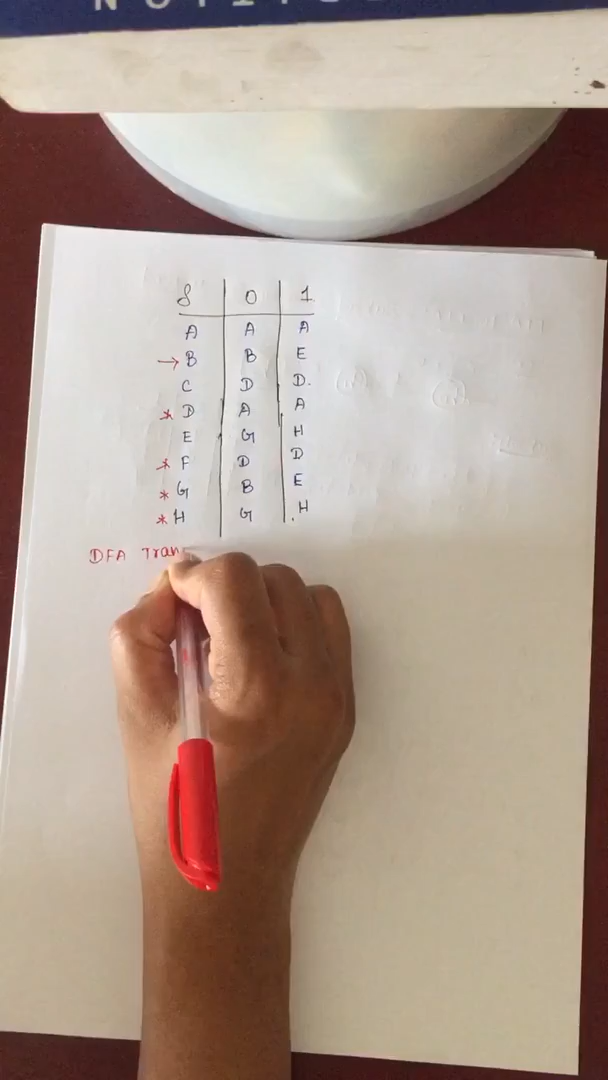 δ 0 1
A A A
→ B B E
C D D.
* D A A
E G H
* F D D
* G B E
* H G .H
DFA Tran